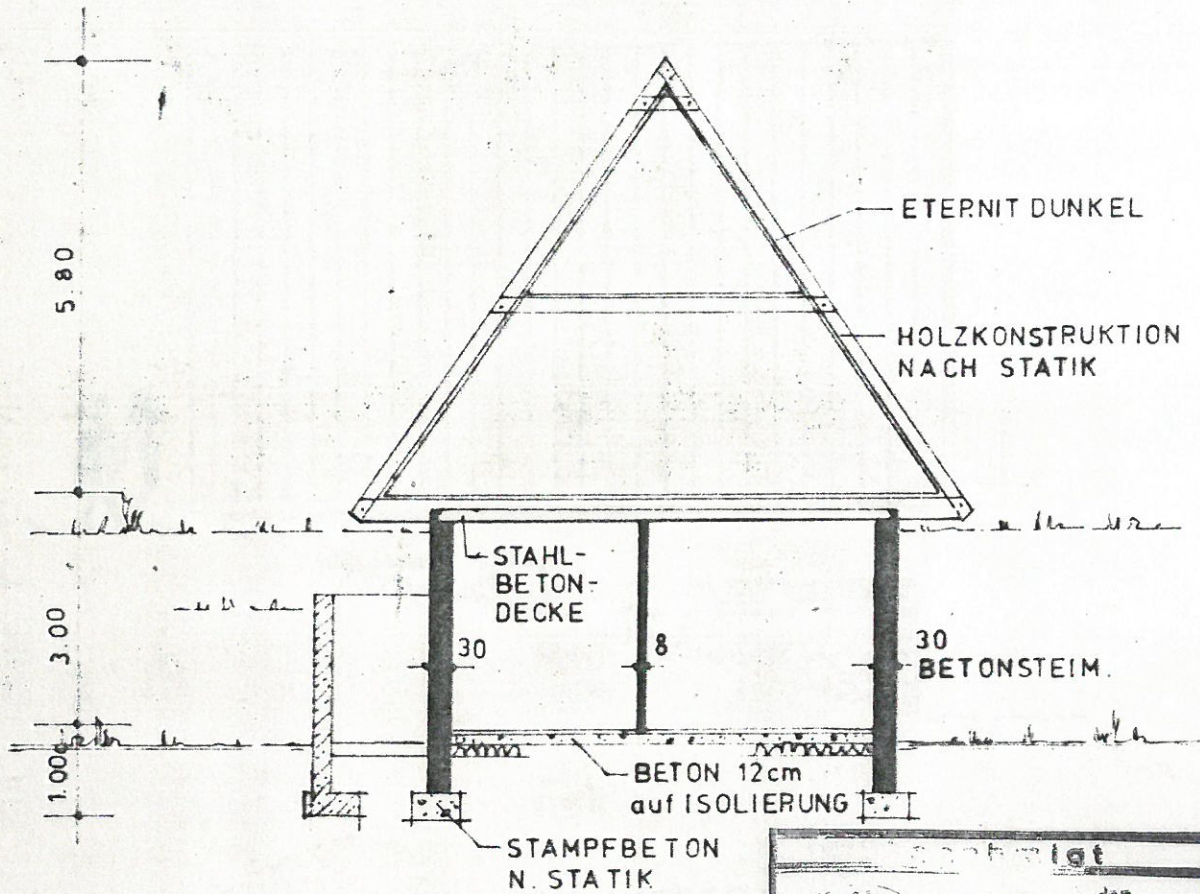 5.80
ETERNIT DUNKEL
HOLZKONSTRUKTION
NACH STATIK
STAHL-
BETON-
DECKE
3.00
30
8
30
BETONSTEIM.
1.00
BETON 12cm
auf ISOLIERUNG
STAMPFBETON
N. STATIK
den